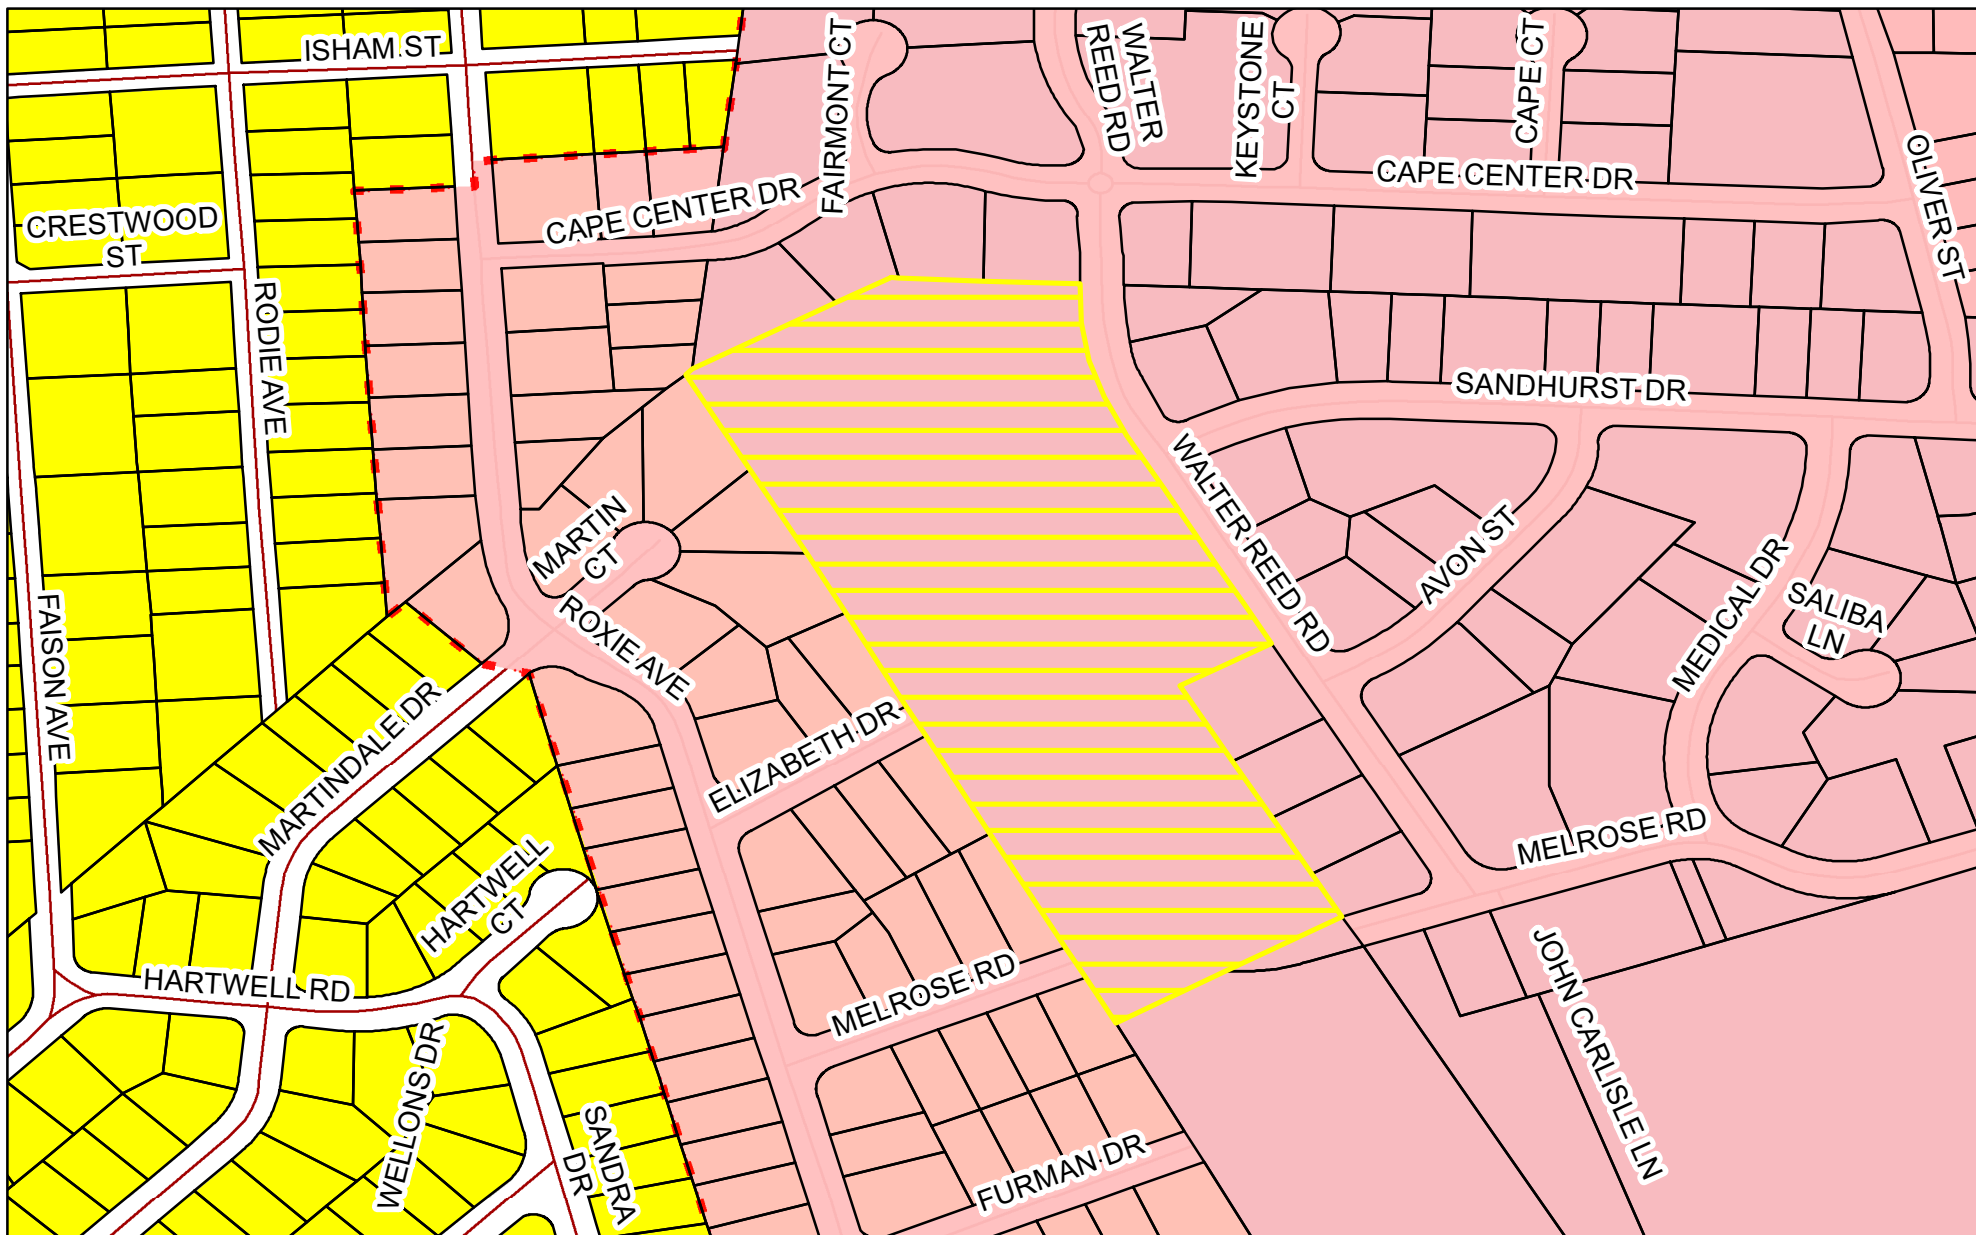 ISHAM ST
FAIRMONT CT
WALTER
REED RD
KEYSTONE
CT
CAPE CT
OLIVER ST
CAPE CENTER DR
CAPE CENTER DR
CRESTWOOD
ST
RODIE AVE
SANDHURST DR
WALTER REED RD
MARTIN
CT
AVON ST
MEDICAL DR
SALIBA
LN
FAISON AVE
ROXIE AVE
MARTINDALE DR
ELIZABETH DR
MELROSE RD
HARTWELL
CT
HARTWELL RD
MELROSE RD
JOHN CARLISLE LN
WELLONS DR
SANDRA
DR
FURMAN DR